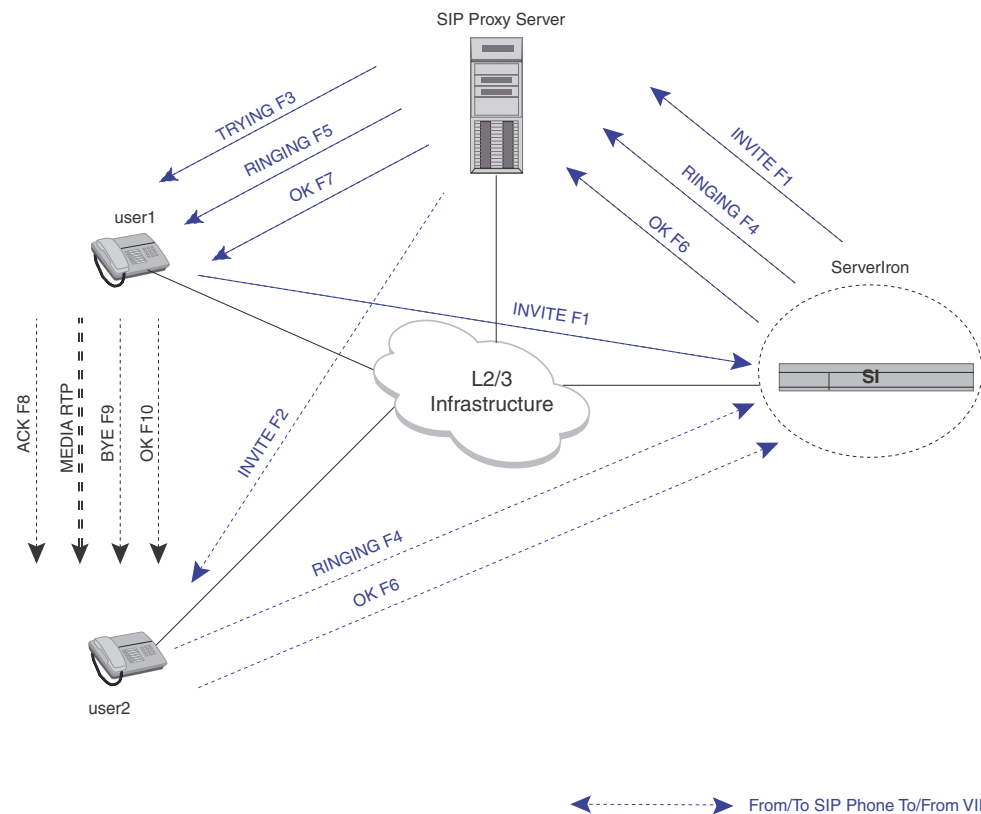 SIP Proxy Server
TRYING F3
RINGING F5
OK F7
INVITE F1
RINGING F4
OK F6
user1
ServerIron
INVITE F1
SI
L2/3
Infrastructure
ACK F8
MEDIA RTP
BYE F9
OK F10
INVITE F2
RINGING F4
OK F6
user2
From/To SIP Phone To/From VI